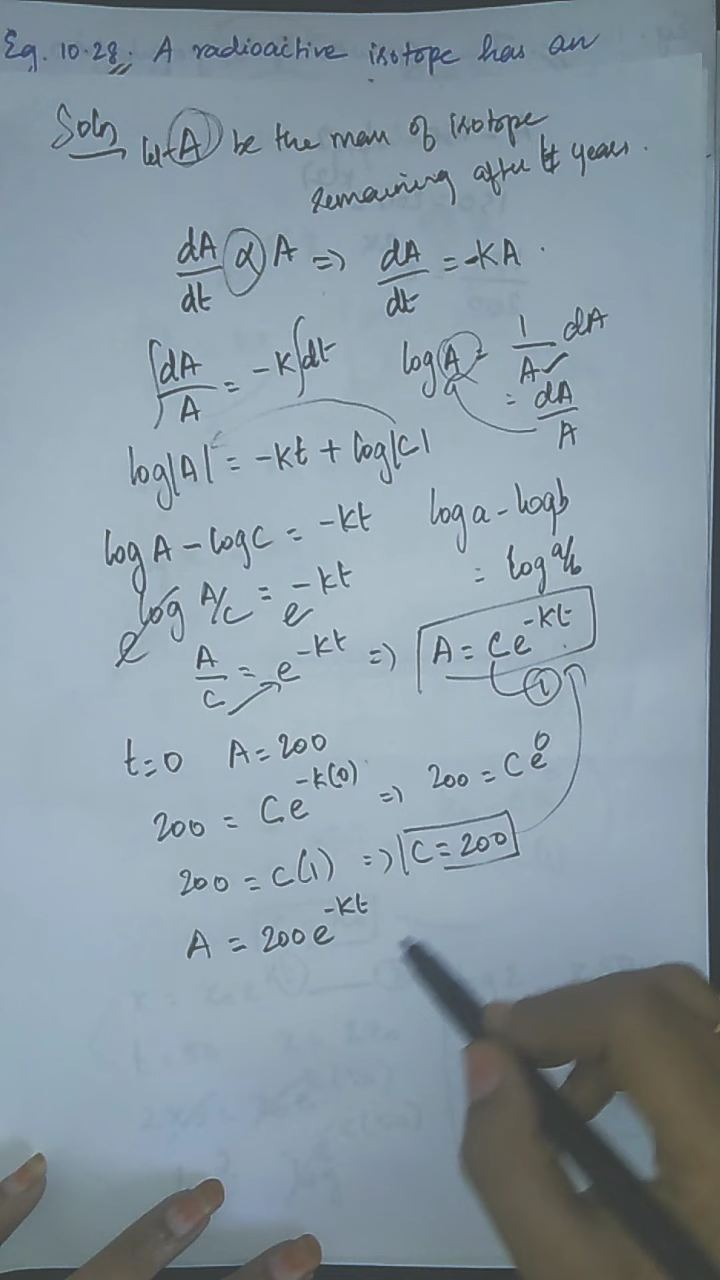 Eg. 10.28: A radioactive isotope has an
Soln let A be the mass of isotope
remaining after t years.
dA/dt ∝ A => dA/dt = -KA
∫dA/A = -K∫dt
log A = 1/A dA
= dA/A
log|A| = -Kt + log|C|
log A - log C = -Kt
log a - log b
= log a/b
e^(log A/C) = e^(-Kt)
A/C = e^(-Kt) => A = Ce^(-Kt)
①
t=0 A=200
200 = Ce^(-K(0)) => 200 = Ce^0
200 = C(1) => C=200
A = 200e^(-Kt)